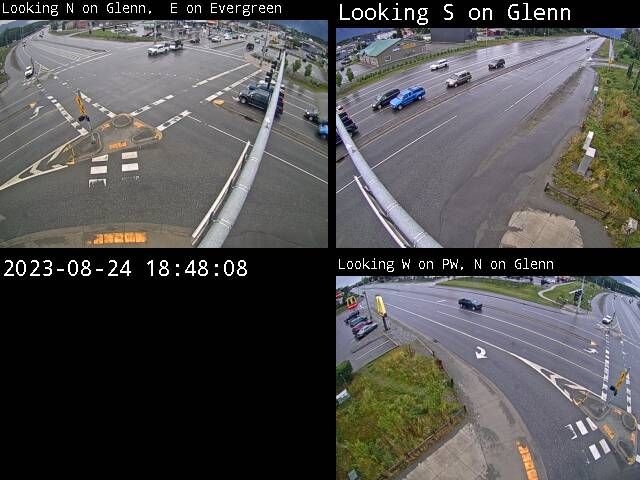 Looking N on Glenn,  E on Evergreen
Looking S on Glenn
2023-08-24 18:48:08
Looking W on PW, N on Glenn